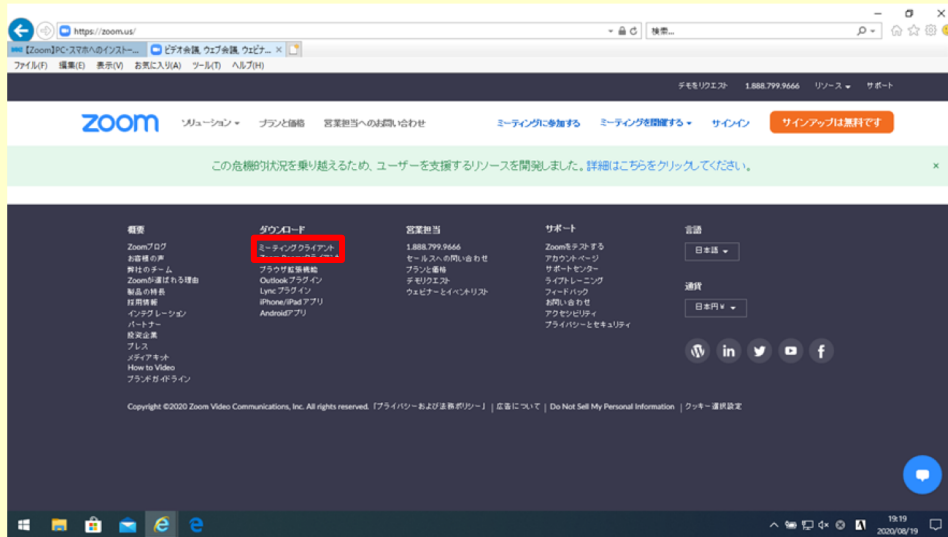 https://zoom.us/
検索...
【Zoom】PC・スマホへのインストー...
ビデオ会議, ウェブ会議, ウェビナ...
ファイル(F) 編集(E) 表示(V) お気に入り(A) ツール(T) ヘルプ(H)
デモをリクエスト 1.888.799.9666 リソース サポート
zoom
ソリューション プランと価格 営業担当へのお問い合わせ ミーティングに参加する ミーティングを開催する サインイン サインアップは無料です
この危機的状況を乗り越えるため、ユーザーを支援するリソースを開発しました。詳細はこちらをクリックしてください。
概要
Zoomブログ
お客様の声
弊社のチーム
Zoomが選ばれる理由
製品の特長
採用情報
インテグレーション
パートナー
投資企業
プレス
メディアキット
How to Video
ブランドガイドライン
ダウンロード
ミーティングクライアント
ブラウザ拡張機能
Outlookプラグイン
Lyncプラグイン
iPhone/iPadアプリ
Androidアプリ
営業担当
1.888.799.9666
セールスへの問い合わせ
プランと価格
デモリクエスト
ウェビナーとイベントリスト
サポート
Zoomをテストする
アカウントページ
サポートセンター
ライブトレーニング
フィードバック
お問い合わせ
アクセシビリティ
プライバシーとセキュリティ
言語
日本語
通貨
日本円¥
Copyright ©2020 Zoom Video Communications, Inc. All rights reserved. 「プライバシーおよび法務ポリシー」 | 広告について | Do Not Sell My Personal Information | クッキー選択設定
19:19
2020/08/19